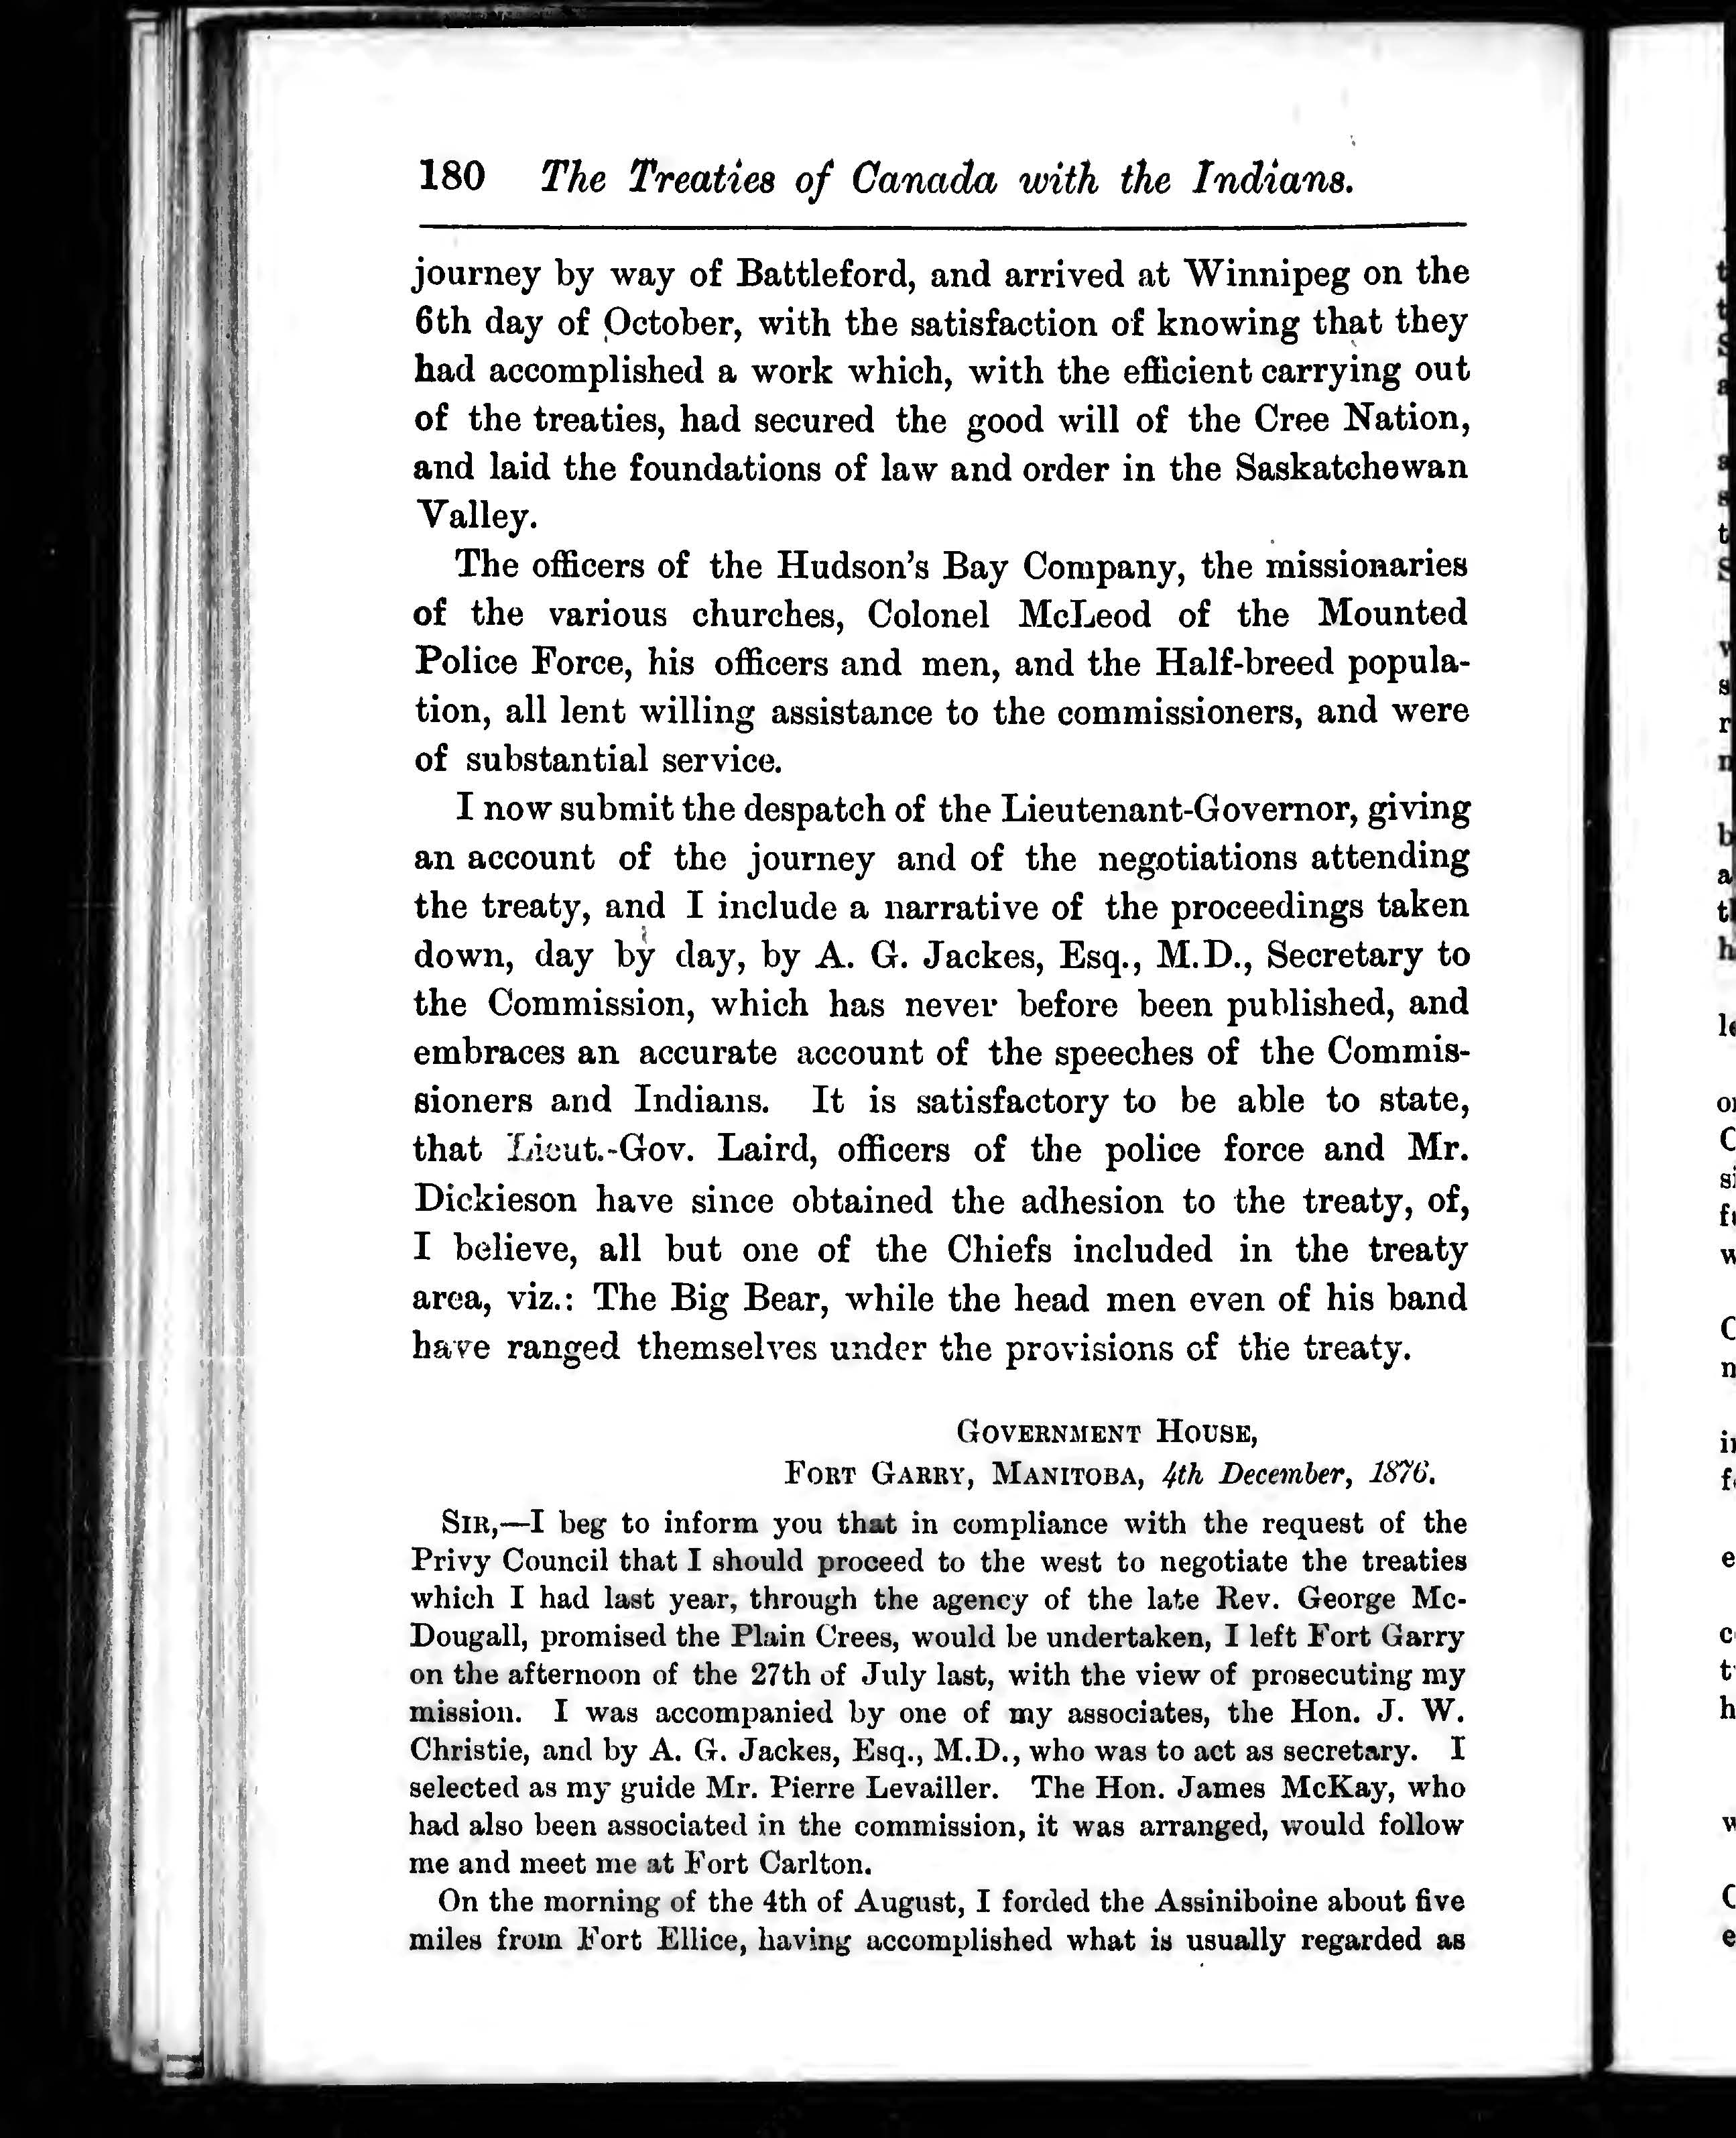 180 The Treaties of Canada with the Indians.
journey by way of Battleford, and arrived at Winnipeg on the
6th day of October, with the satisfaction of knowing that they
had accomplished a work which, with the efficient carrying out
of the treaties, had secured the good will of the Cree Nation,
and laid the foundations of law and order in the Saskatchewan
Valley.
The officers of the Hudson's Bay Company, the missionaries
of the various churches, Colonel McLeod of the Mounted
Police Force, his officers and men, and the Half-breed popula-
tion, all lent willing assistance to the commissioners, and were
of substantial service.
I now submit the despatch of the Lieutenant-Governor, giving
an account of the journey and of the negotiations attending
the treaty, and I include a narrative of the proceedings taken
down, day by day, by A. G. Jackes, Esq., M.D., Secretary to
the Commission, which has never before been published, and
embraces an accurate account of the speeches of the Commis-
sioners and Indians. It is satisfactory to be able to state,
that Lieut.-Gov. Laird, officers of the police force and Mr.
Dickieson have since obtained the adhesion to the treaty, of,
I believe, all but one of the Chiefs included in the treaty
area, viz.: The Big Bear, while the head men even of his band
have ranged themselves under the provisions of the treaty.
GOVERNMENT HOUSE,
FORT GARRY, MANITOBA, 4th December, 1876.
SIR,—I beg to inform you that in compliance with the request of the
Privy Council that I should proceed to the west to negotiate the treaties
which I had last year, through the agency of the late Rev. George Mc-
Dougall, promised the Plain Crees, would be undertaken, I left Fort Garry
on the afternoon of the 27th of July last, with the view of prosecuting my
mission. I was accompanied by one of my associates, the Hon. J. W.
Christie, and by A. G. Jackes, Esq., M.D., who was to act as secretary. I
selected as my guide Mr. Pierre Levailler. The Hon. James McKay, who
had also been associated in the commission, it was arranged, would follow
me and meet me at Fort Carlton.
On the morning of the 4th of August, I forded the Assiniboine about five
miles from Fort Ellice, having accomplished what is usually regarded as